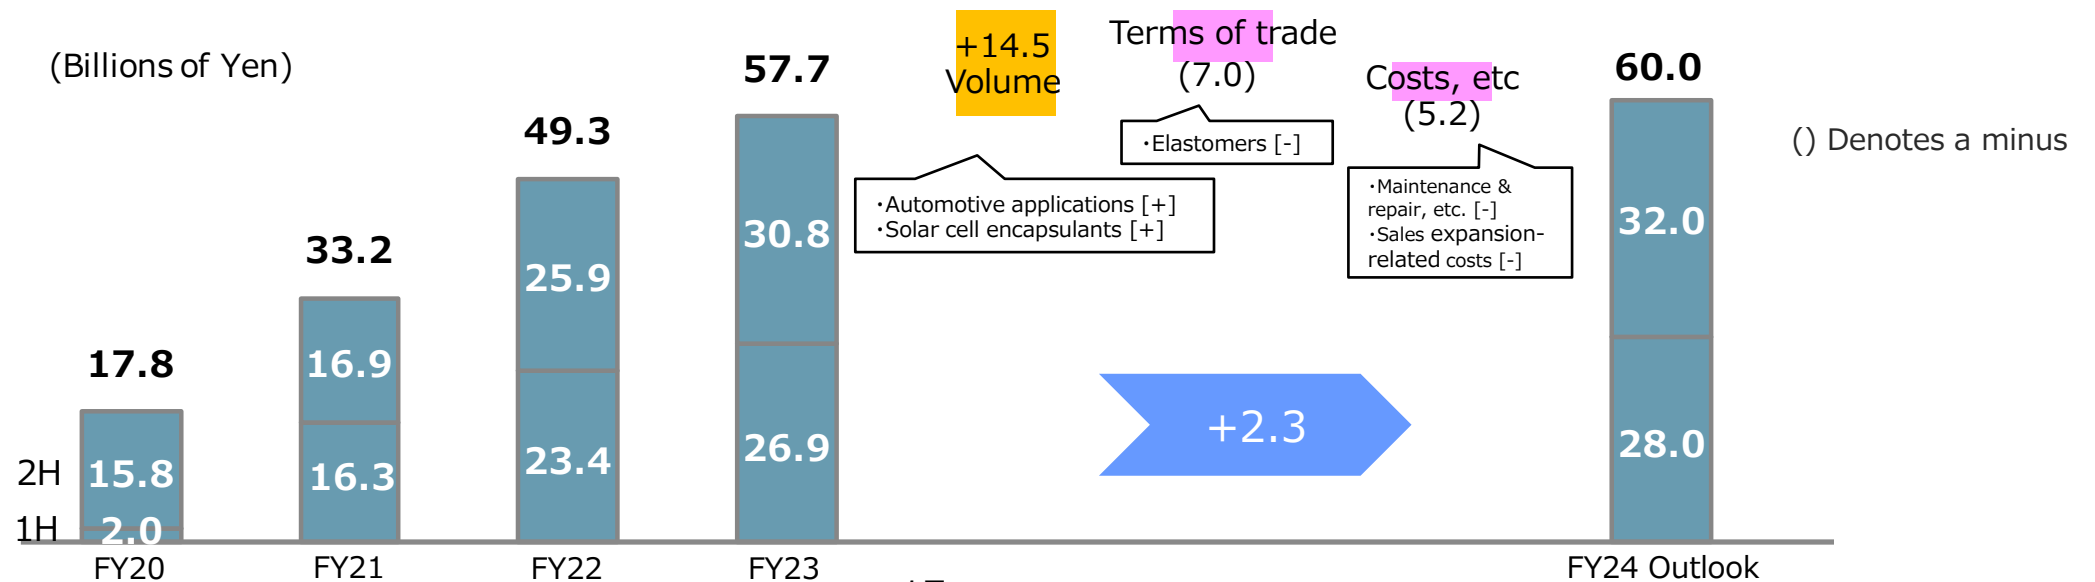 (Billions of Yen)
17.8
33.2
49.3
57.7
+14.5
Volume
Terms of trade
(7.0)
Costs, etc
(5.2)
60.0
() Denotes a minus
・Automotive applications [+]
・Solar cell encapsulants [+]
・Elastomers [-]
・Maintenance &
repair, etc. [-]
・Sales expansion-
related costs [-]
2H
15.8
16.9
25.9
30.8
32.0
1H
2.0
16.3
23.4
26.9
+2.3
28.0
FY20
FY21
FY22
FY23
FY24 Outlook